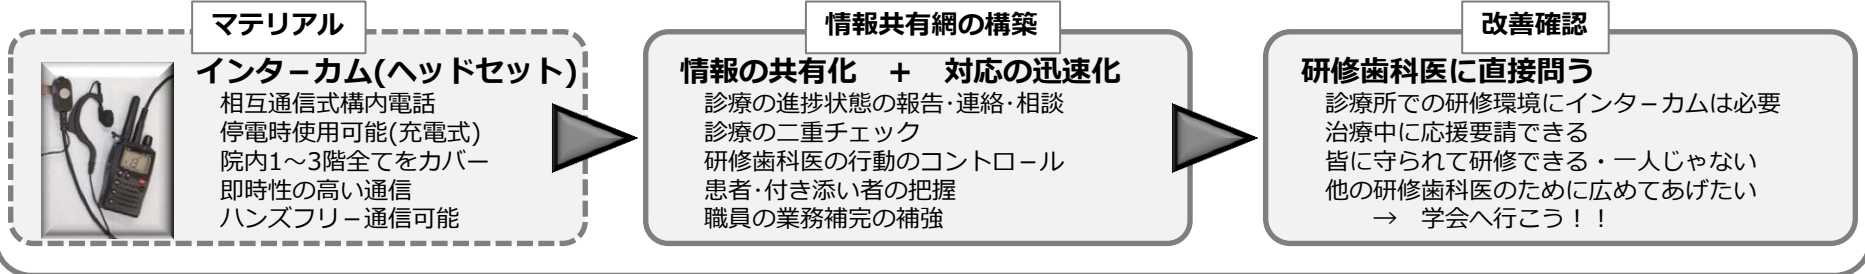 マテリアル
インタ－カム(ヘッドセット)
相互通信式構内電話
停電時使用可能(充電式)
院内1～3階全てをカバー
即時性の高い通信
ハンズフリ－通信可能
情報共有網の構築
情報の共有化　＋　対応の迅速化
診療の進捗状態の報告･連絡･相談
診療の二重チェック
研修歯科医の行動のコントロ－ル
患者･付き添い者の把握
職員の業務補完の補強
改善確認
研修歯科医に直接問う
診療所での研修環境にインタ－カムは必要
治療中に応援要請できる
皆に守られて研修できる・一人じゃない
他の研修歯科医のために広めてあげたい
→　学会へ行こう！！